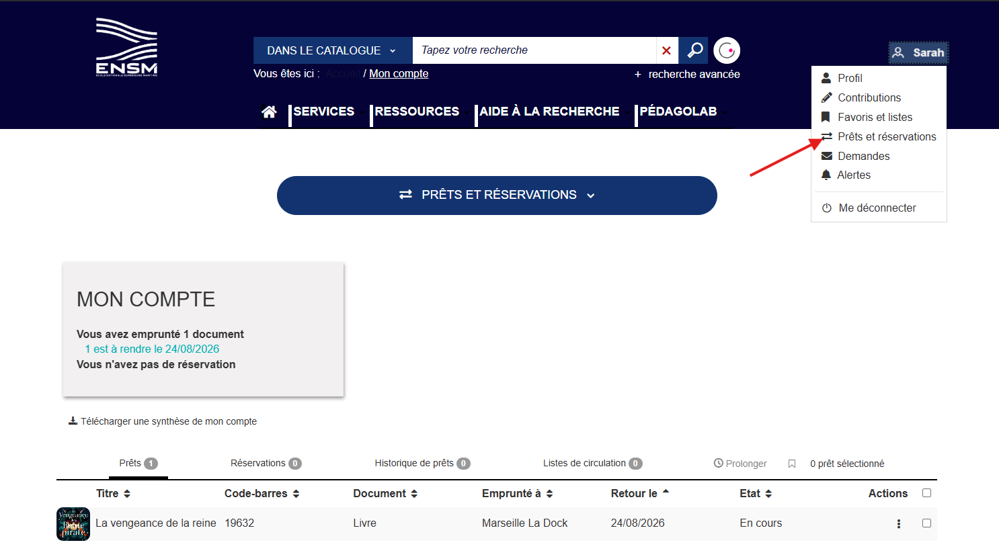 ENSM
DANS LE CATALOGUE
Tapez votre recherche
Sarah
Vous êtes ici : Accueil / Mon compte
+ recherche avancée
SERVICES
RESSOURCES
AIDE À LA RECHERCHE
PÉDAGOLAB
Profil
Contributions
Favoris et listes
Prêts et réservations
Demandes
Alertes
Me déconnecter
PRÊTS ET RÉSERVATIONS
MON COMPTE
Vous avez emprunté 1 document
1 est à rendre le 24/08/2026
Vous n'avez pas de réservation
Télécharger une synthèse de mon compte
Prêts 1 Réservations 0 Historique de prêts 0 Listes de circulation 0 Prolonger 0 prêt sélectionné
Titre Code-barres Document Emprunté à Retour le Etat Actions
Vengeance
Reine
pirate
La vengeance de la reine 19632 Livre Marseille La Dock 24/08/2026 En cours